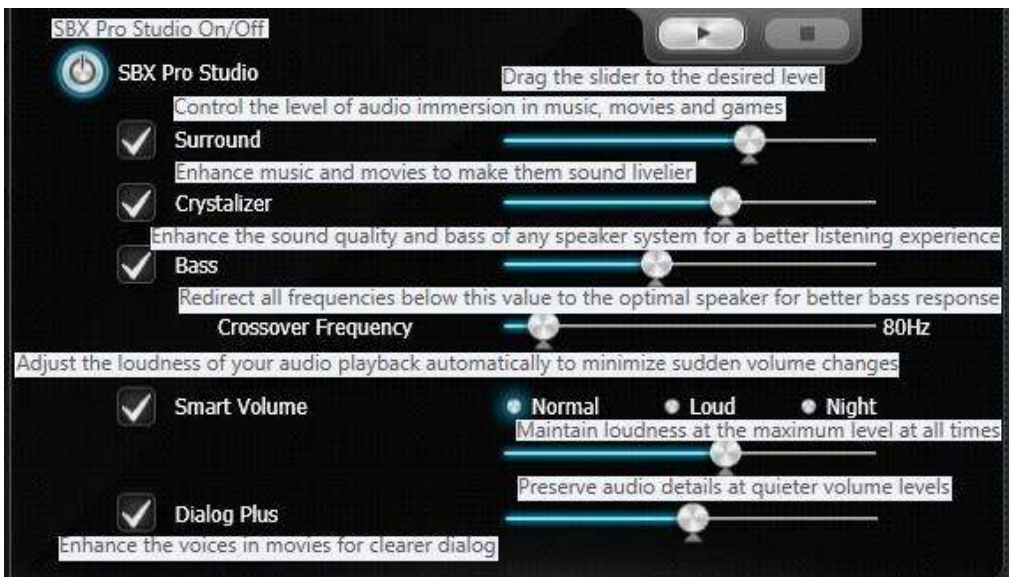 SBX Pro Studio On/Off
SBX Pro Studio
Drag the slider to the desired level
Control the level of audio immersion in music, movies and games
Surround
Enhance music and movies to make them sound livelier
Crystalizer
Enhance the sound quality and bass of any speaker system for a better listening experience
Bass
Redirect all frequencies below this value to the optimal speaker for better bass response
Crossover Frequency 80Hz
Adjust the loudness of your audio playback automatically to minimize sudden volume changes
Smart Volume Normal Loud Night
Maintain loudness at the maximum level at all times
Preserve audio details at quieter volume levels
Dialog Plus
Enhance the voices in movies for clearer dialog